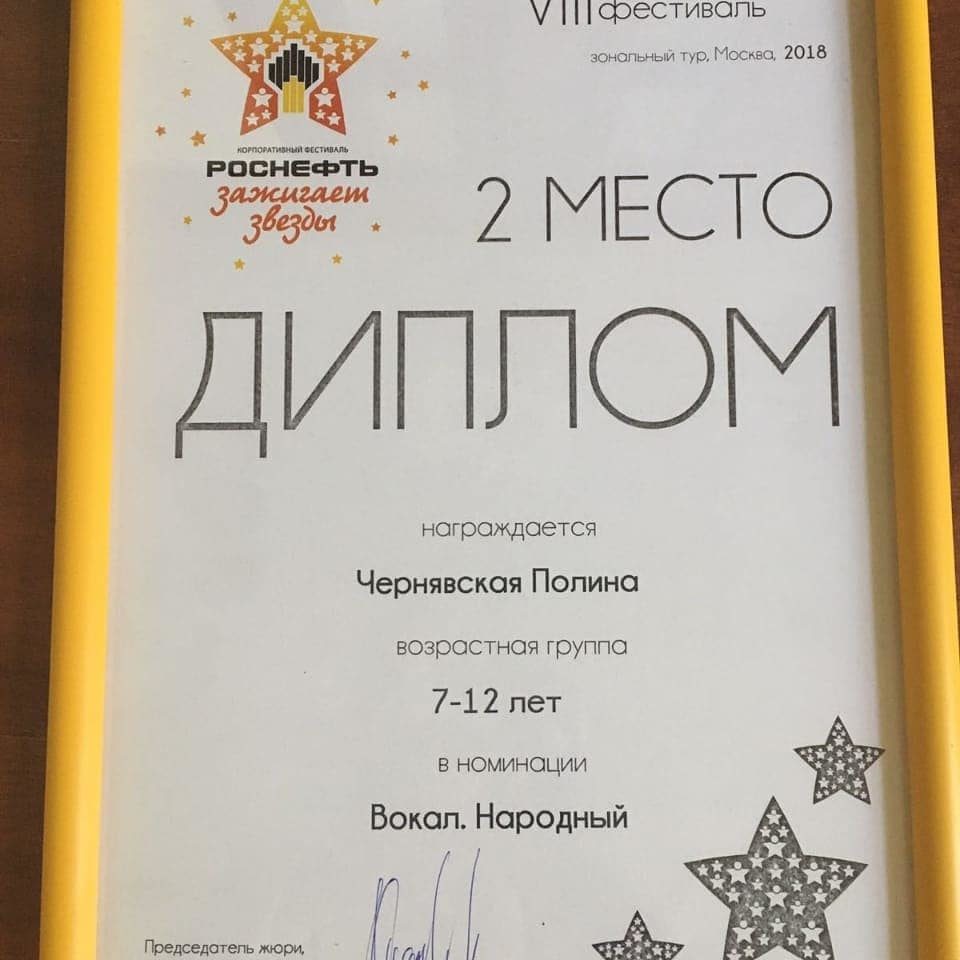 VIII фестиваль
зональный тур, Москва, 2018
КОРПОРАТИВНЫЙ ФЕСТИВАЛЬ
РОСНЕФТЬ
зажигает
звезды
2 МЕСТО
ДИПЛОМ
награждается
Чернявская Полина
возрастная группа
7-12 лет
в номинации
Вокал. Народный
Председатель жюри,